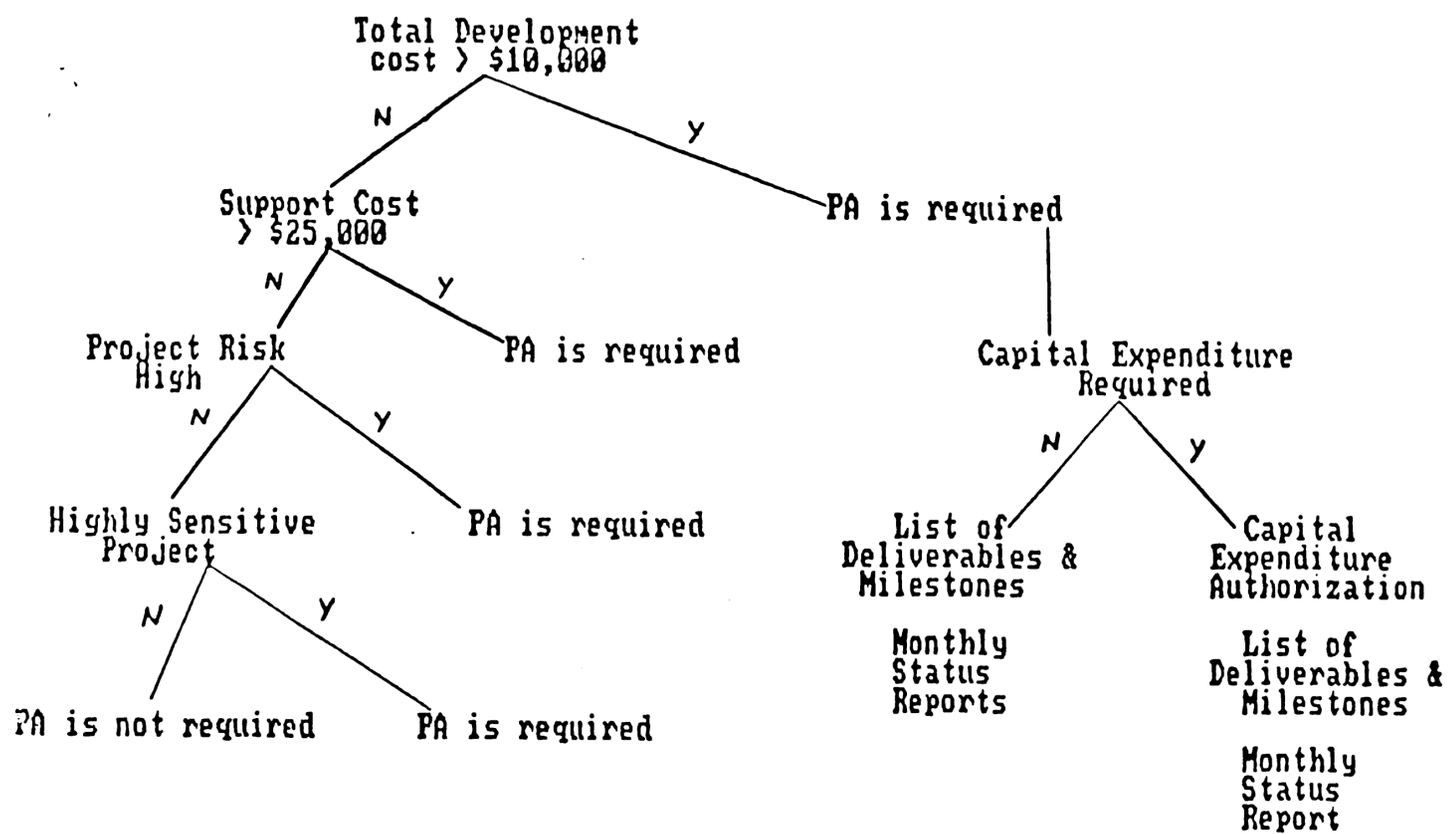 Total Development
cost > $10,000
N
Y
Support Cost
> $25,000
PA is required
N
Y
Project Risk
High
PA is required
Capital Expenditure
Required
N
Y
N
Y
Highly Sensitive
Project
PA is required
List of
Deliverables &
Milestones
Monthly
Status
Reports
Capital
Expenditure
Authorization
List of
Deliverables &
Milestones
Monthly
Status
Report
N
Y
PA is not required
PA is required